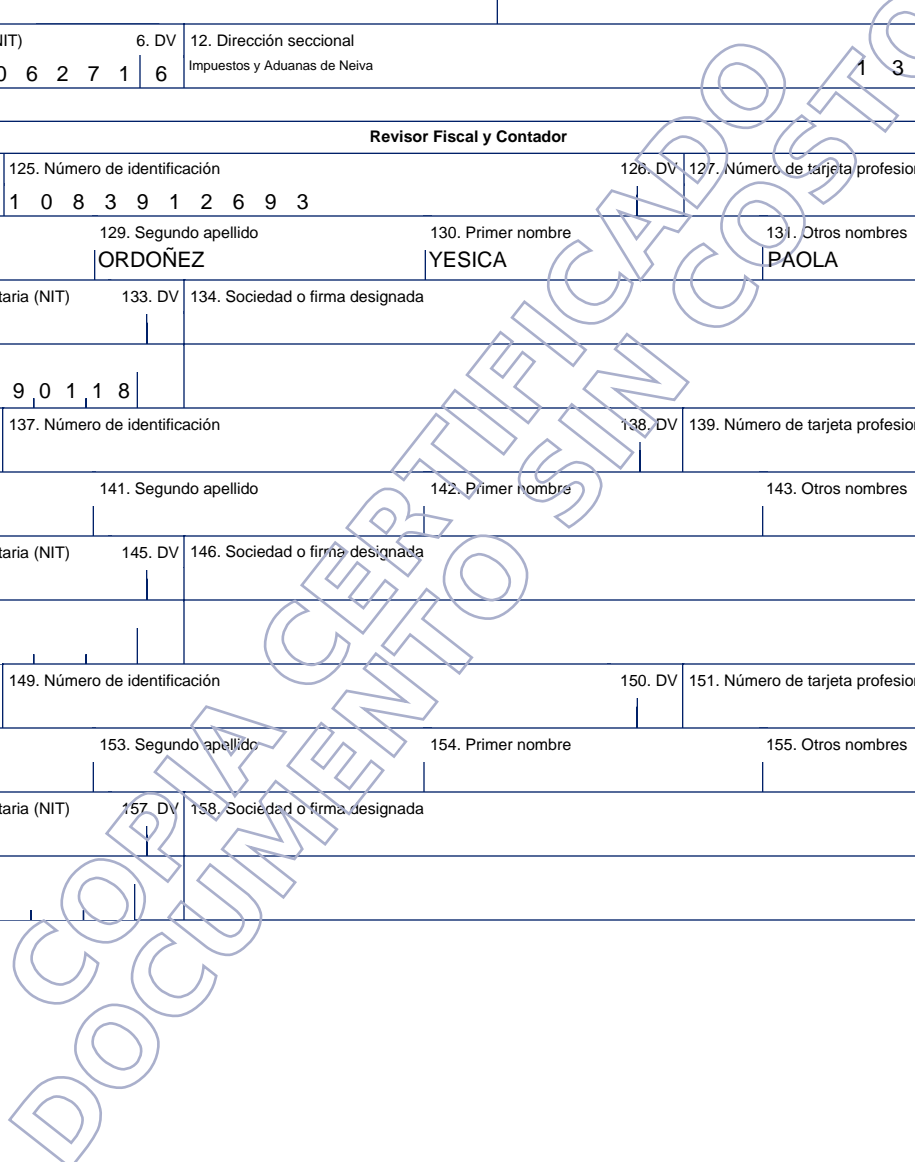 NIT) 6. DV 12. Dirección seccional
0 6 2 7 1 6 Impuestos y Aduanas de Neiva 1 3
Revisor Fiscal y Contador
125. Número de identificación 126. DV 127. Número de tarjeta profesion
1 0 8 3 9 1 2 6 9 3
129. Segundo apellido 130. Primer nombre 131. Otros nombres
ORDOÑEZ YESICA PAOLA
taria (NIT) 133. DV 134. Sociedad o firma designada
9 0 1 1 8
137. Número de identificación 138. DV 139. Número de tarjeta profesion
141. Segundo apellido 142. Primer nombre 143. Otros nombres
taria (NIT) 145. DV 146. Sociedad o firma designada
149. Número de identificación 150. DV 151. Número de tarjeta profesion
153. Segundo apellido 154. Primer nombre 155. Otros nombres
taria (NIT) 157. DV 158. Sociedad o firma designada
COPIA CERTIFICADO
DOCUMENTO SIN COSTO